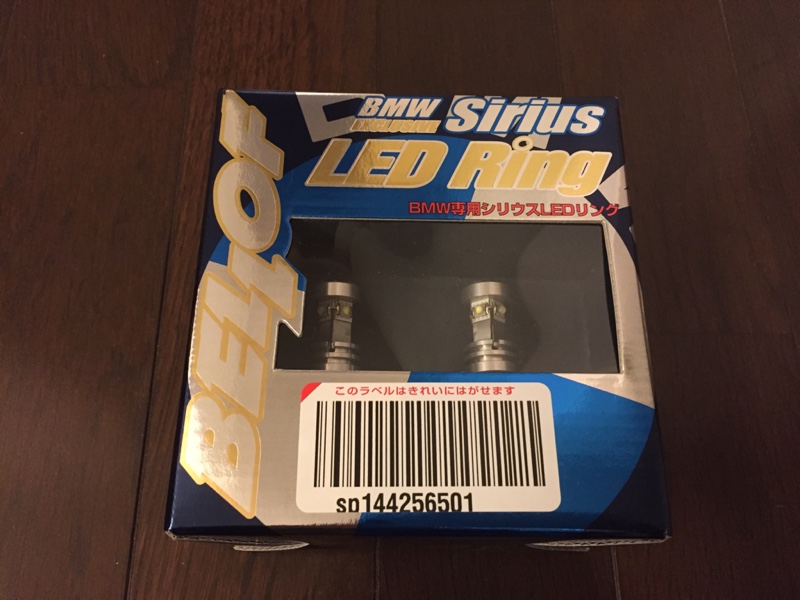 BMW
EXCLUSIVE
Sirius
LED Ring
BMW専用シリウスLEDリング
BELLOF
このラベルはきれいにはがせます
sp144256501